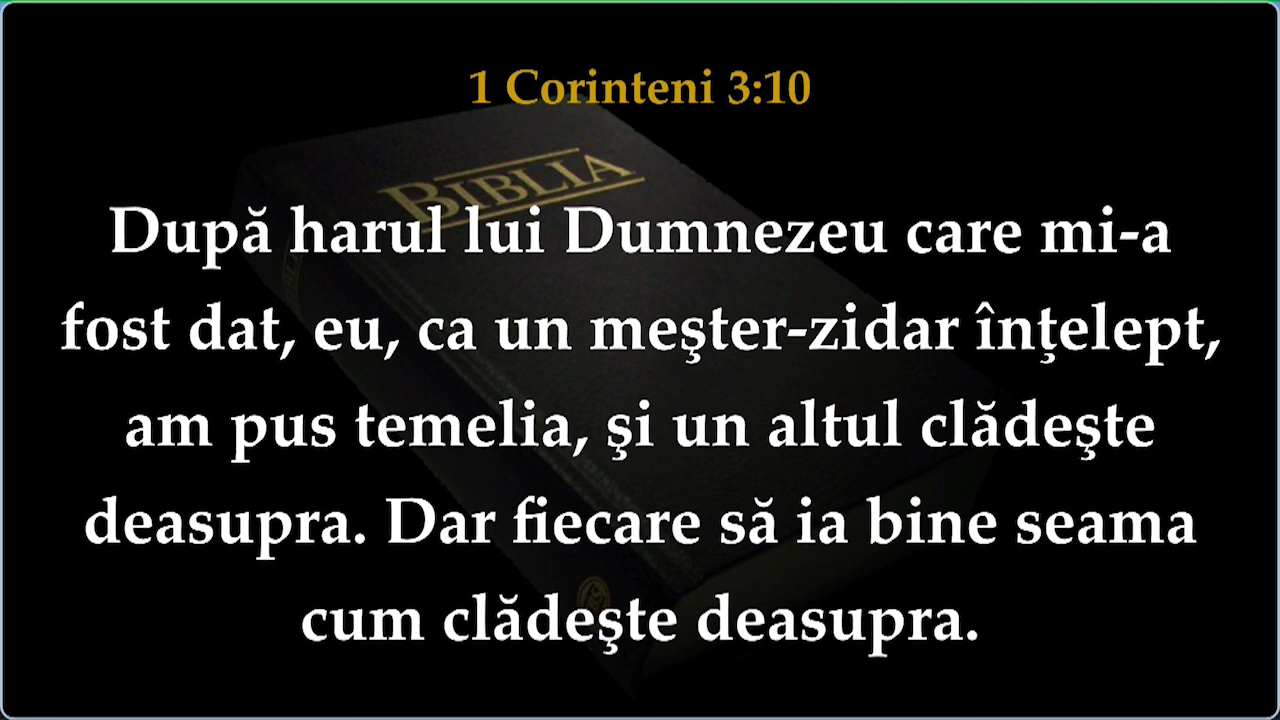 1 Corinteni 3:10
BIBLIA
După harul lui Dumnezeu care mi-a
fost dat, eu, ca un meşter-zidar înţelept,
am pus temelia, şi un altul clădeşte
deasupra. Dar fiecare să ia bine seama
cum clădeşte deasupra.